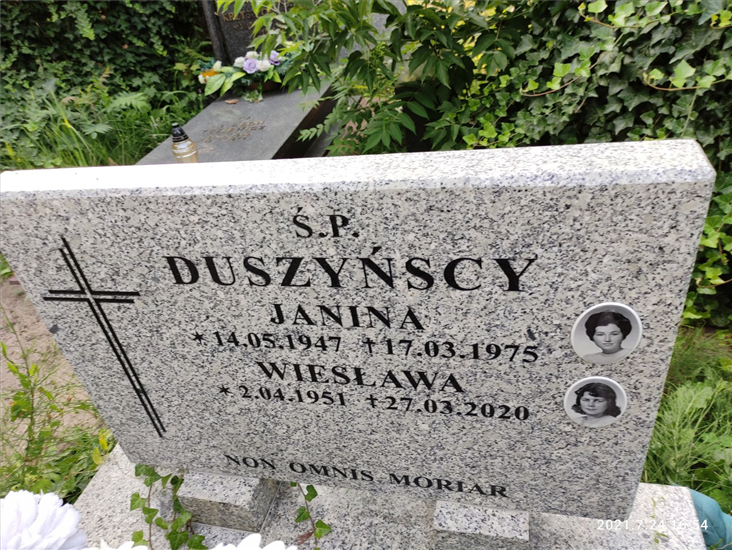 Ś.P.
DUSZYŃSCY
JANINA
* 14.05.1947 †17.03.1975
WIESŁAWA
* 2.04.1951 †27.03.2020
NON OMNIS MORIAR
2021.7.24 16:54